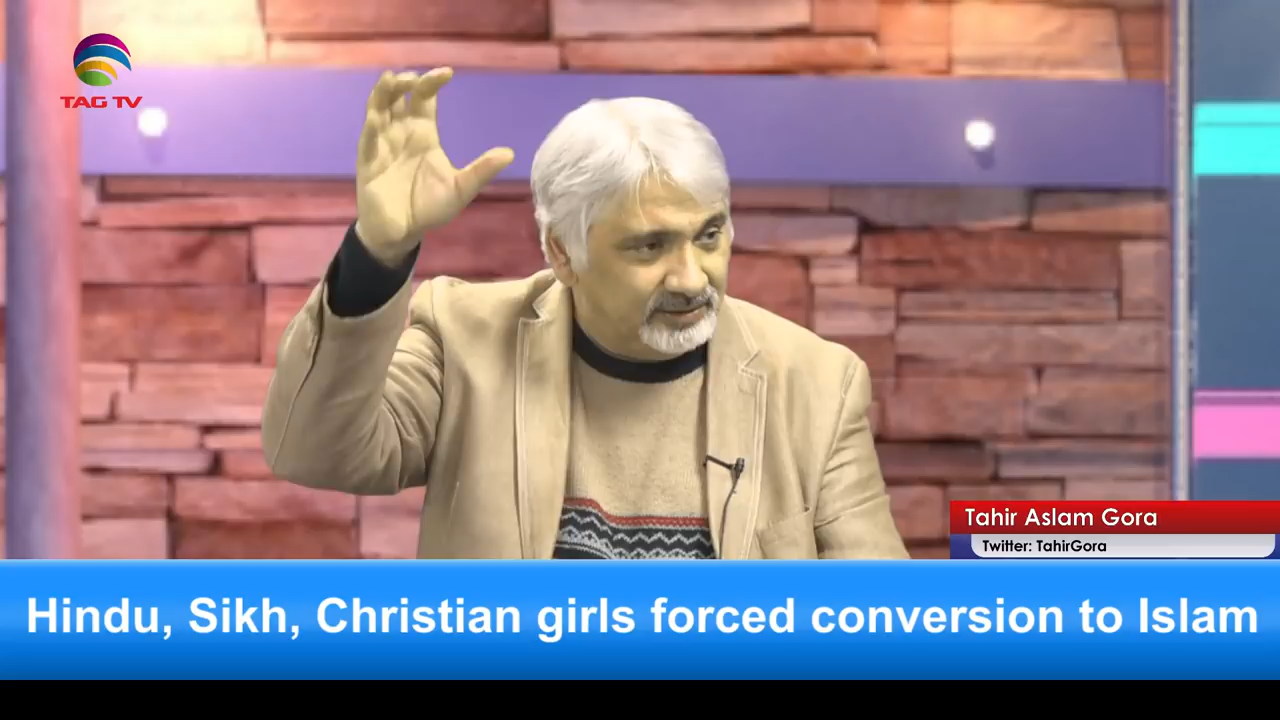 TAG TV
Tahir Aslam Gora
Twitter: TahirGora
Hindu, Sikh, Christian girls forced conversion to Islam